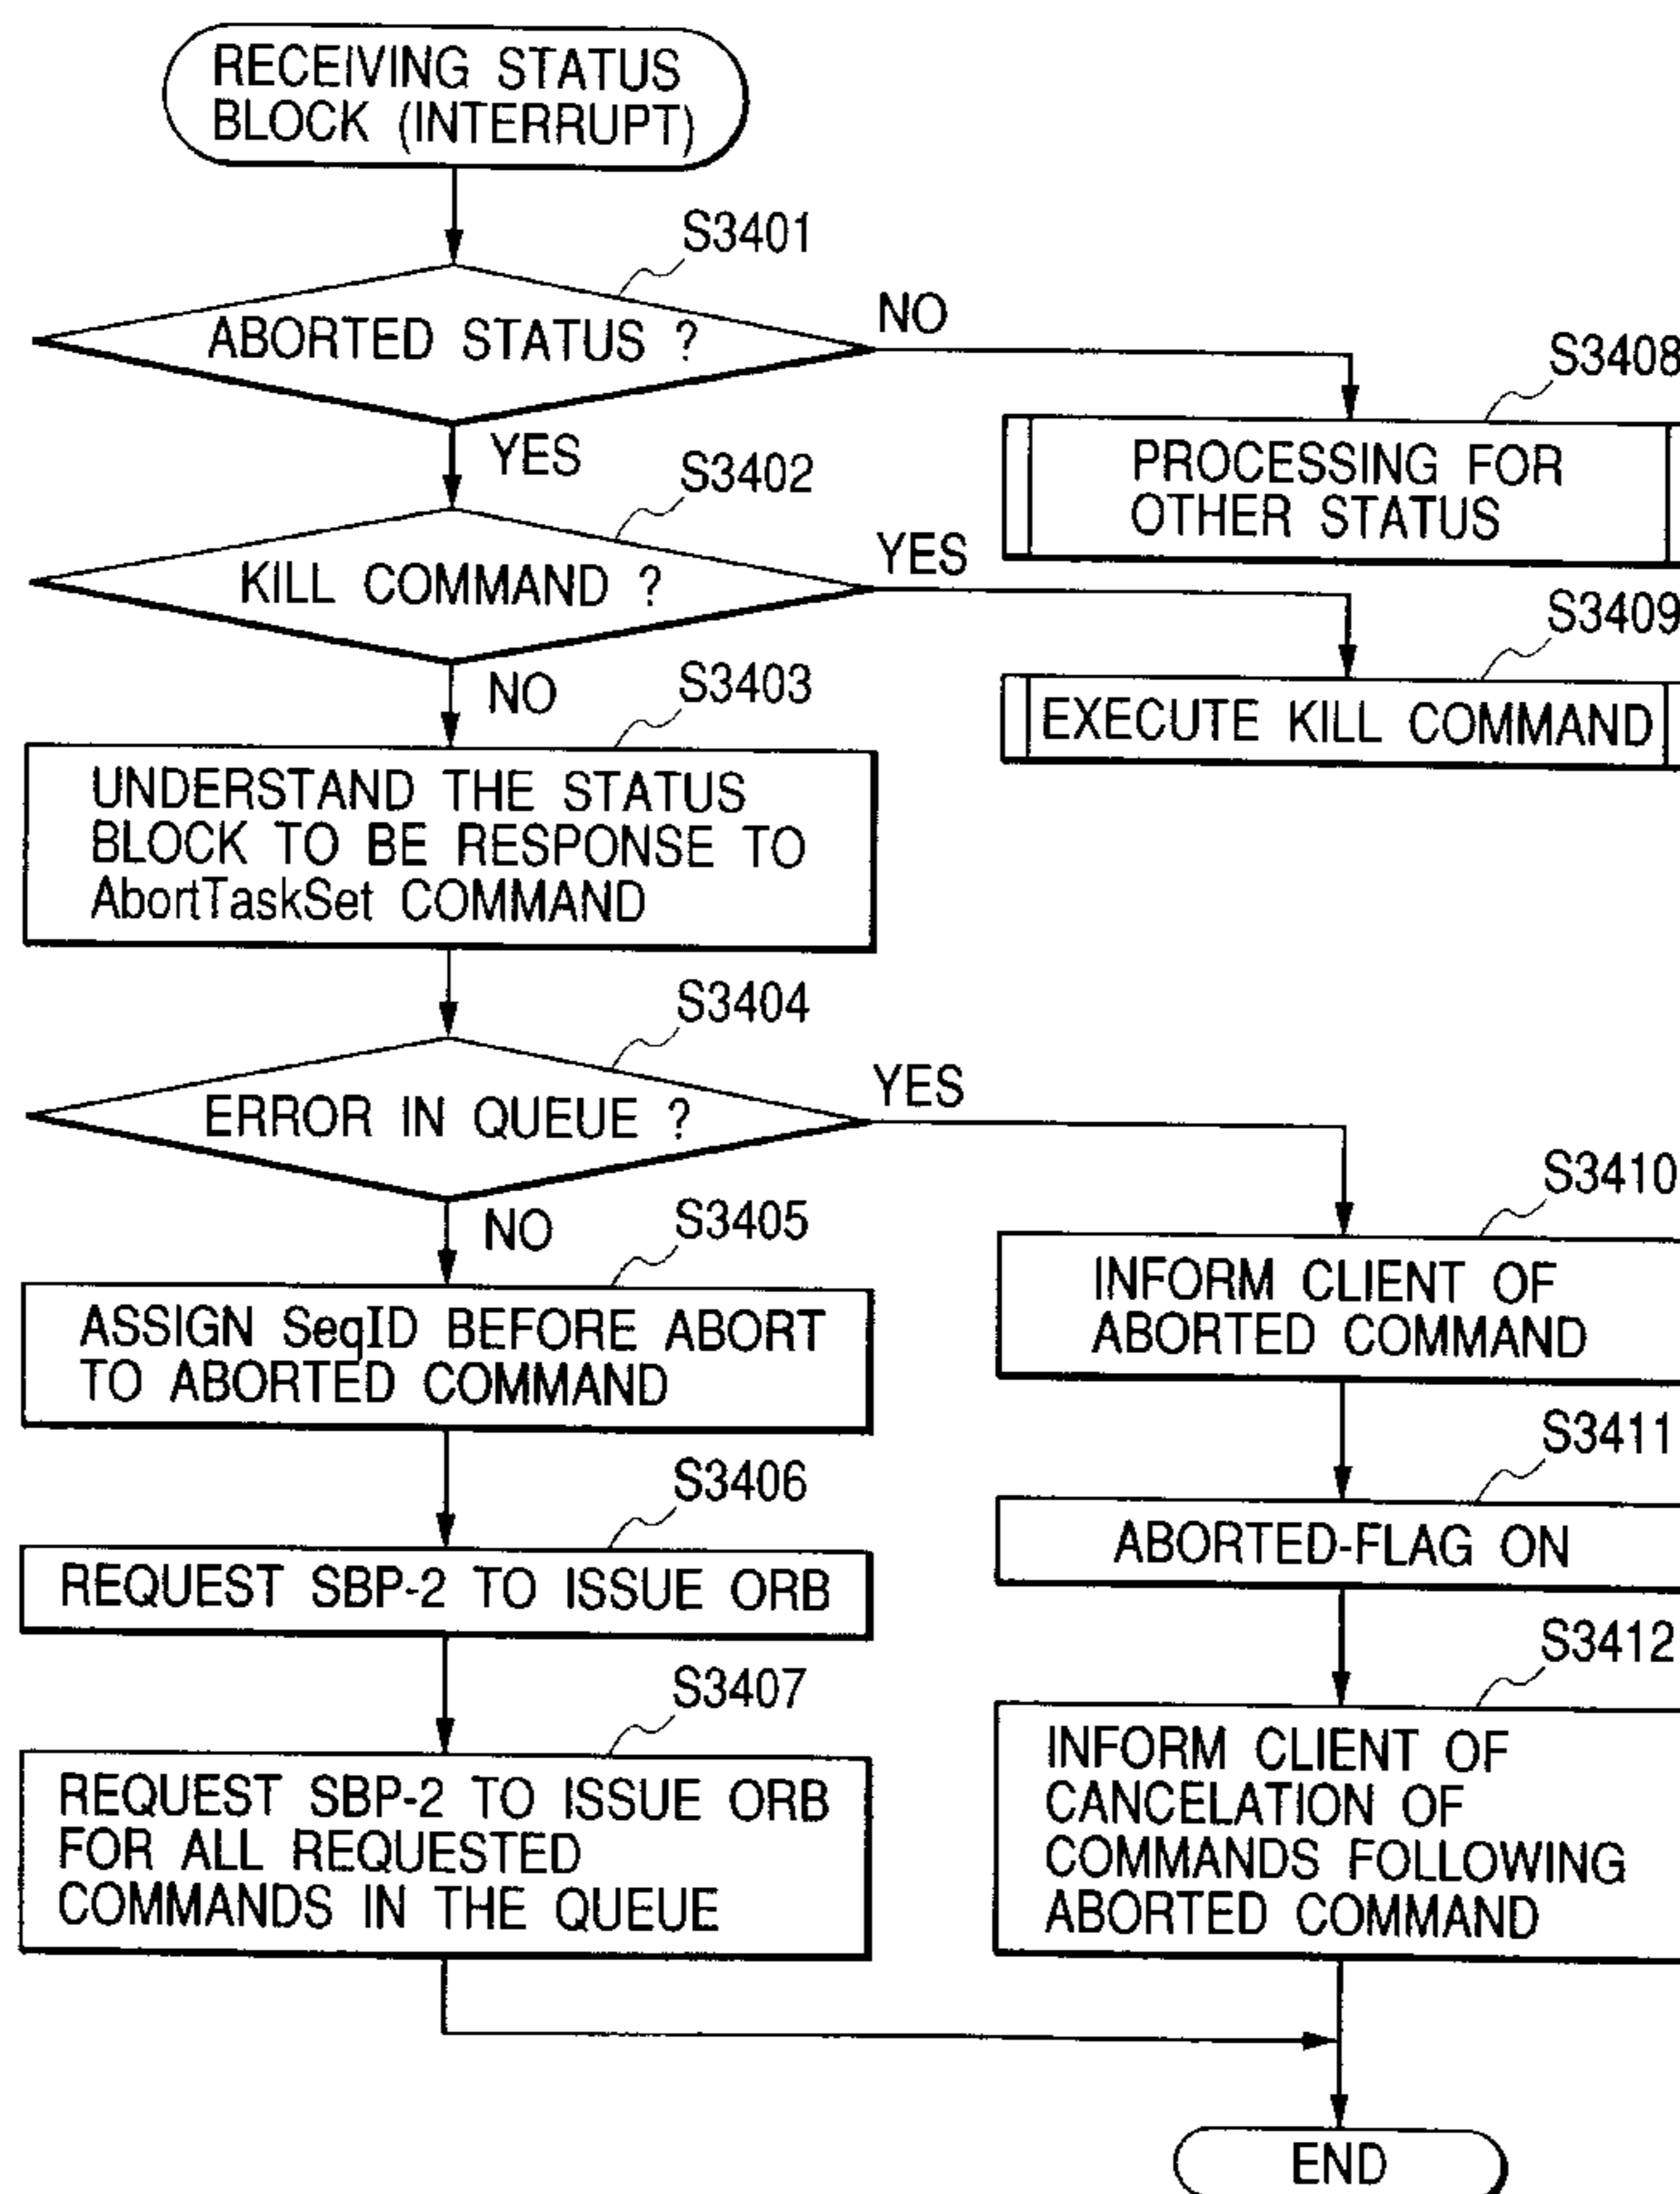 RECEIVING STATUS
BLOCK (INTERRUPT)
S3401
ABORTED STATUS ?
NO
S3408
YES
PROCESSING FOR
OTHER STATUS
S3402
KILL COMMAND ?
YES
S3409
NO
EXECUTE KILL COMMAND
S3403
UNDERSTAND THE STATUS
BLOCK TO BE RESPONSE TO
AbortTaskSet COMMAND
S3404
ERROR IN QUEUE ?
YES
S3410
NO
INFORM CLIENT OF
ABORTED COMMAND
S3405
ASSIGN SeqID BEFORE ABORT
TO ABORTED COMMAND
S3411
ABORTED-FLAG ON
S3406
REQUEST SBP-2 TO ISSUE ORB
S3412
INFORM CLIENT OF
CANCELATION OF
COMMANDS FOLLOWING
ABORTED COMMAND
S3407
REQUEST SBP-2 TO ISSUE ORB
FOR ALL REQUESTED
COMMANDS IN THE QUEUE
END